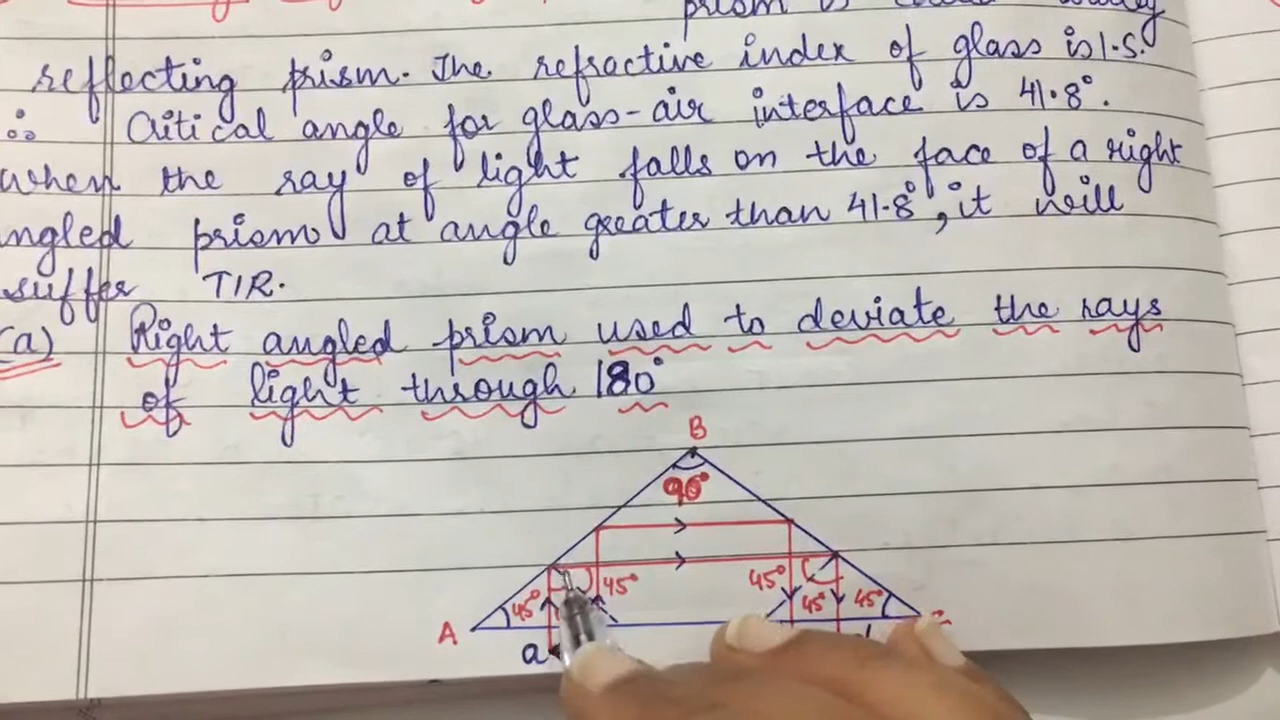 prism is
reflecting prism. The refractive index of glass is 1.5.
∴ Critical angle for glass-air interface is 41.8°.
when the ray of light falls on the face of a right
ngled prism at angle greater than 41.8°, it will
suffer TIR.
(a) Right angled prism used to deviate the rays
of light through 180°
B
90°
45° 45° 45° 45° 45°
A
a